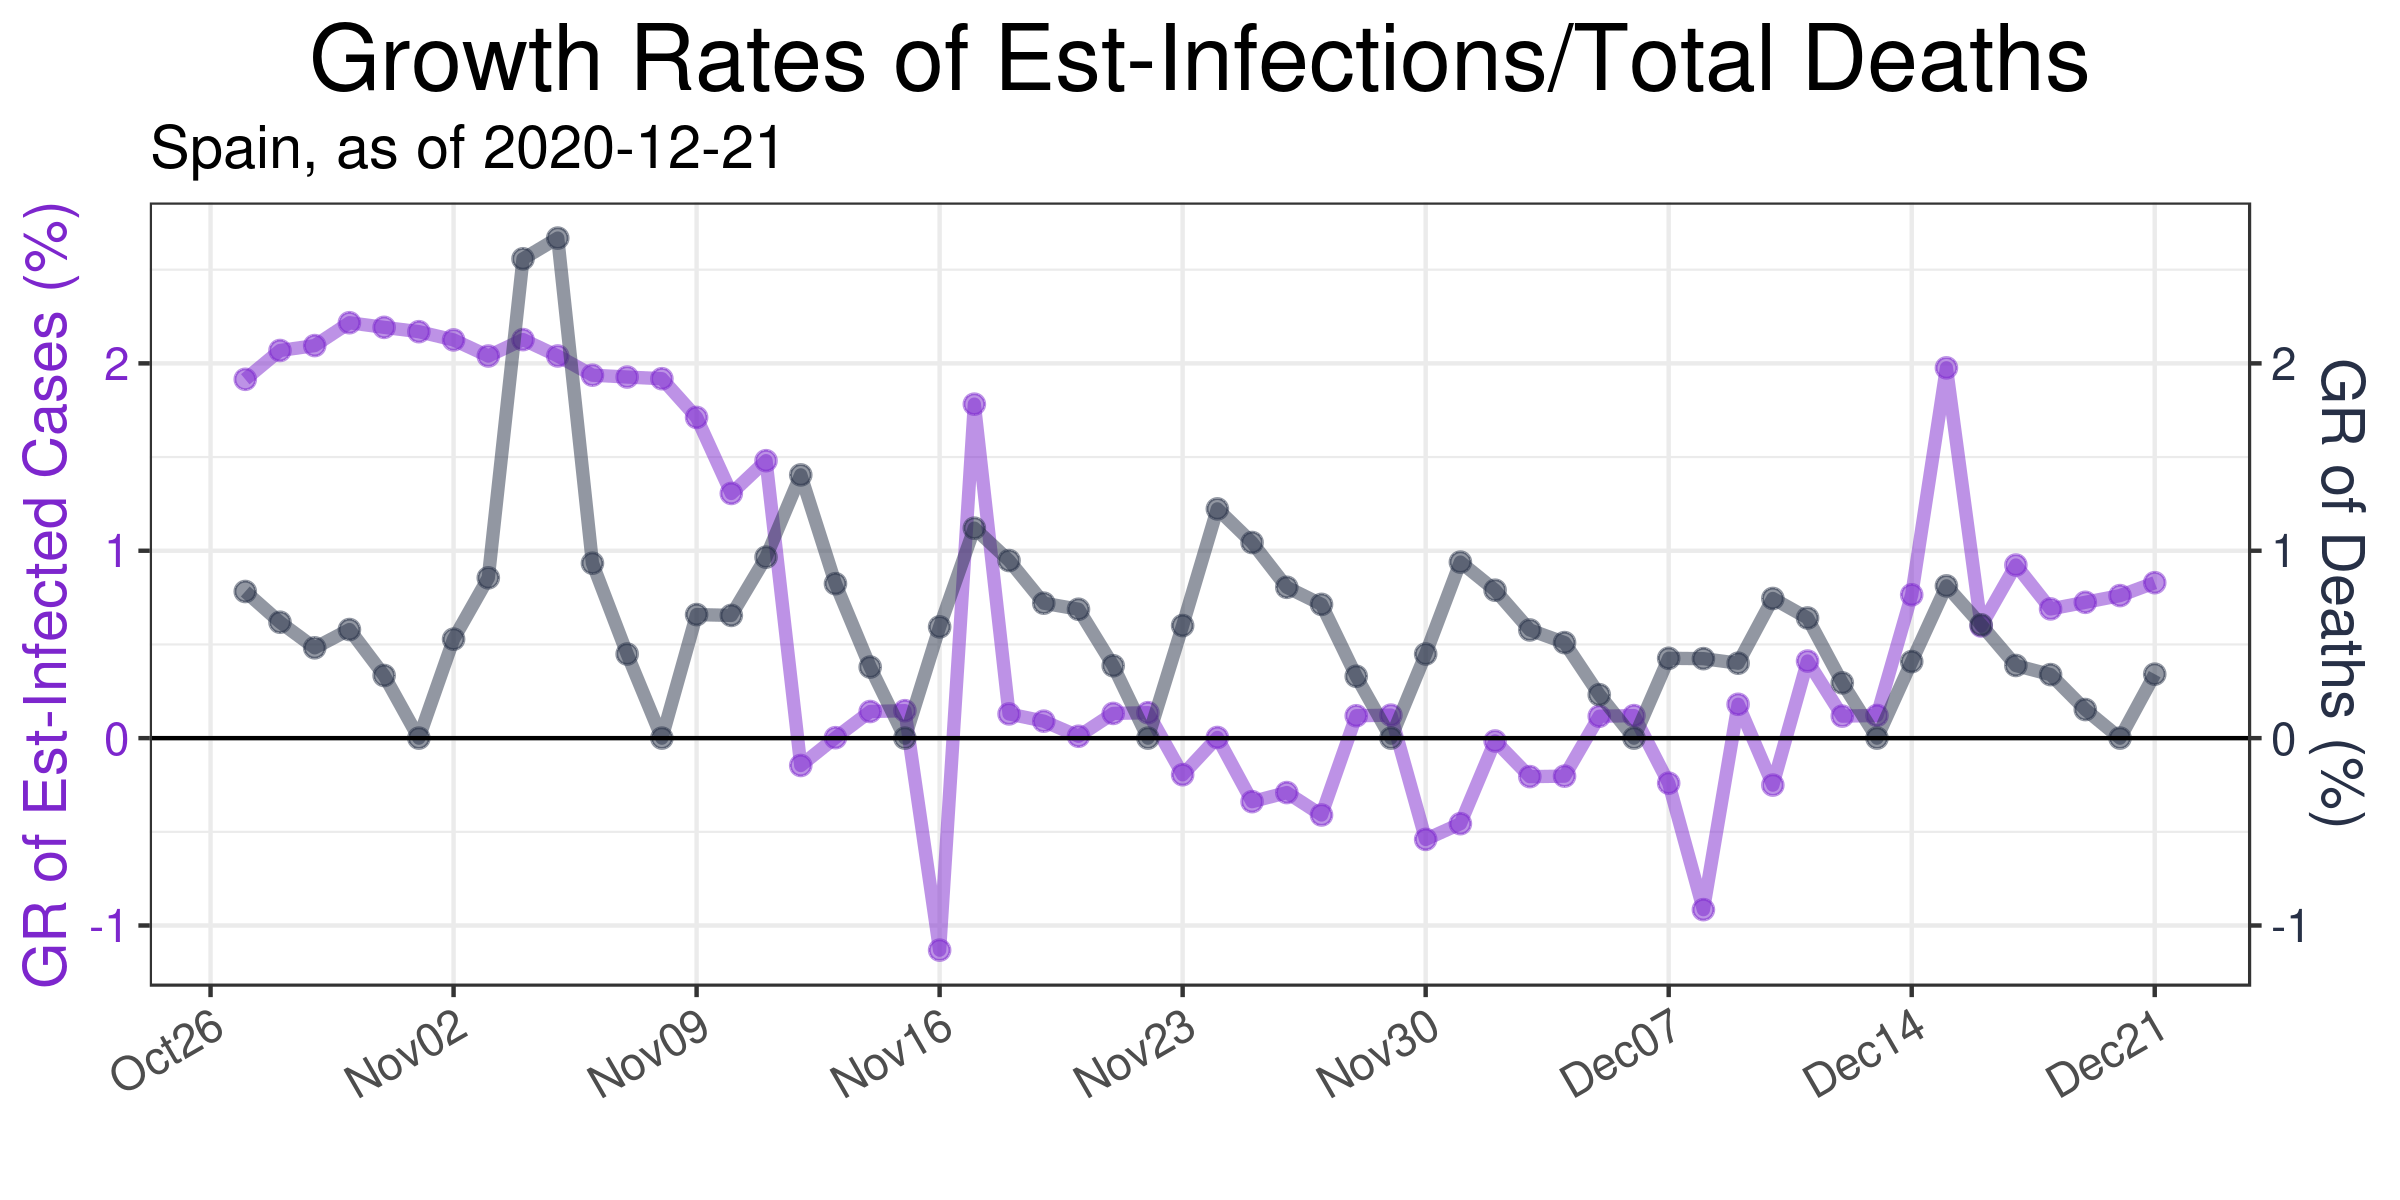 Growth Rates of Est-Infections/Total Deaths
Spain, as of 2020-12-21
GR of Est-Infected Cases (%)
2
1
0
-1
2
1
0
-1
GR of Deaths (%)
Oct26
Nov02
Nov09
Nov16
Nov23
Nov30
Dec07
Dec14
Dec21